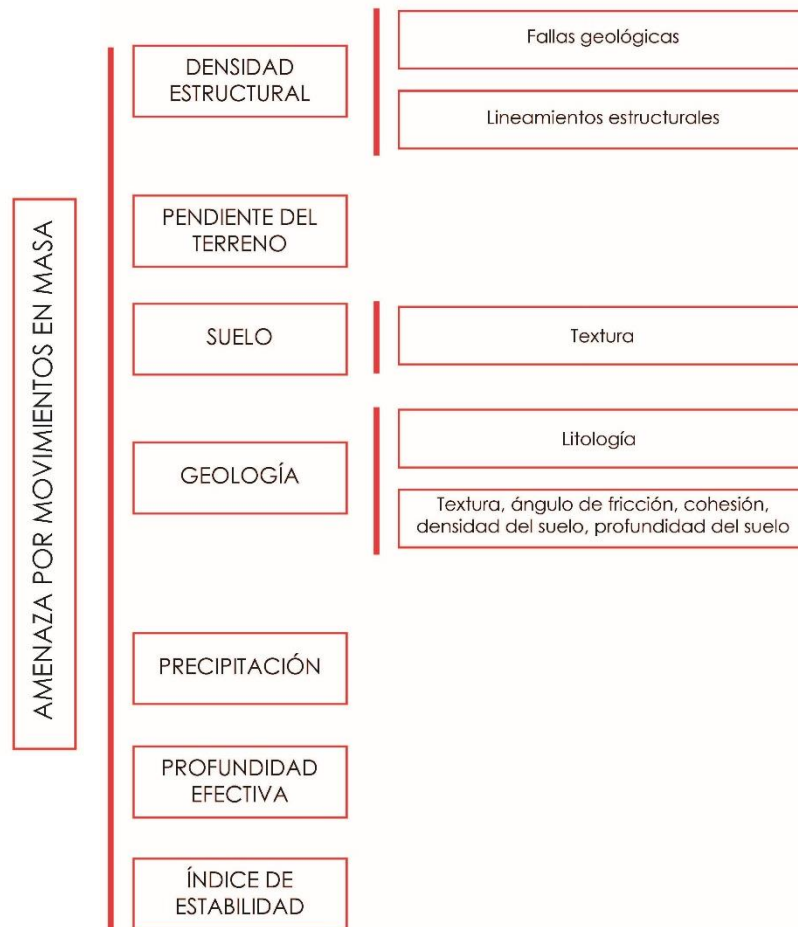 AMENAZA POR MOVIMIENTOS EN MASA
DENSIDAD
ESTRUCTURAL
Fallas geológicas
Lineamientos estructurales
PENDIENTE DEL
TERRENO
SUELO
Textura
GEOLOGÍA
Litología
Textura, ángulo de fricción, cohesión,
densidad del suelo, profundidad del suelo
PRECIPITACIÓN
PROFUNDIDAD
EFECTIVA
ÍNDICE DE
ESTABILIDAD